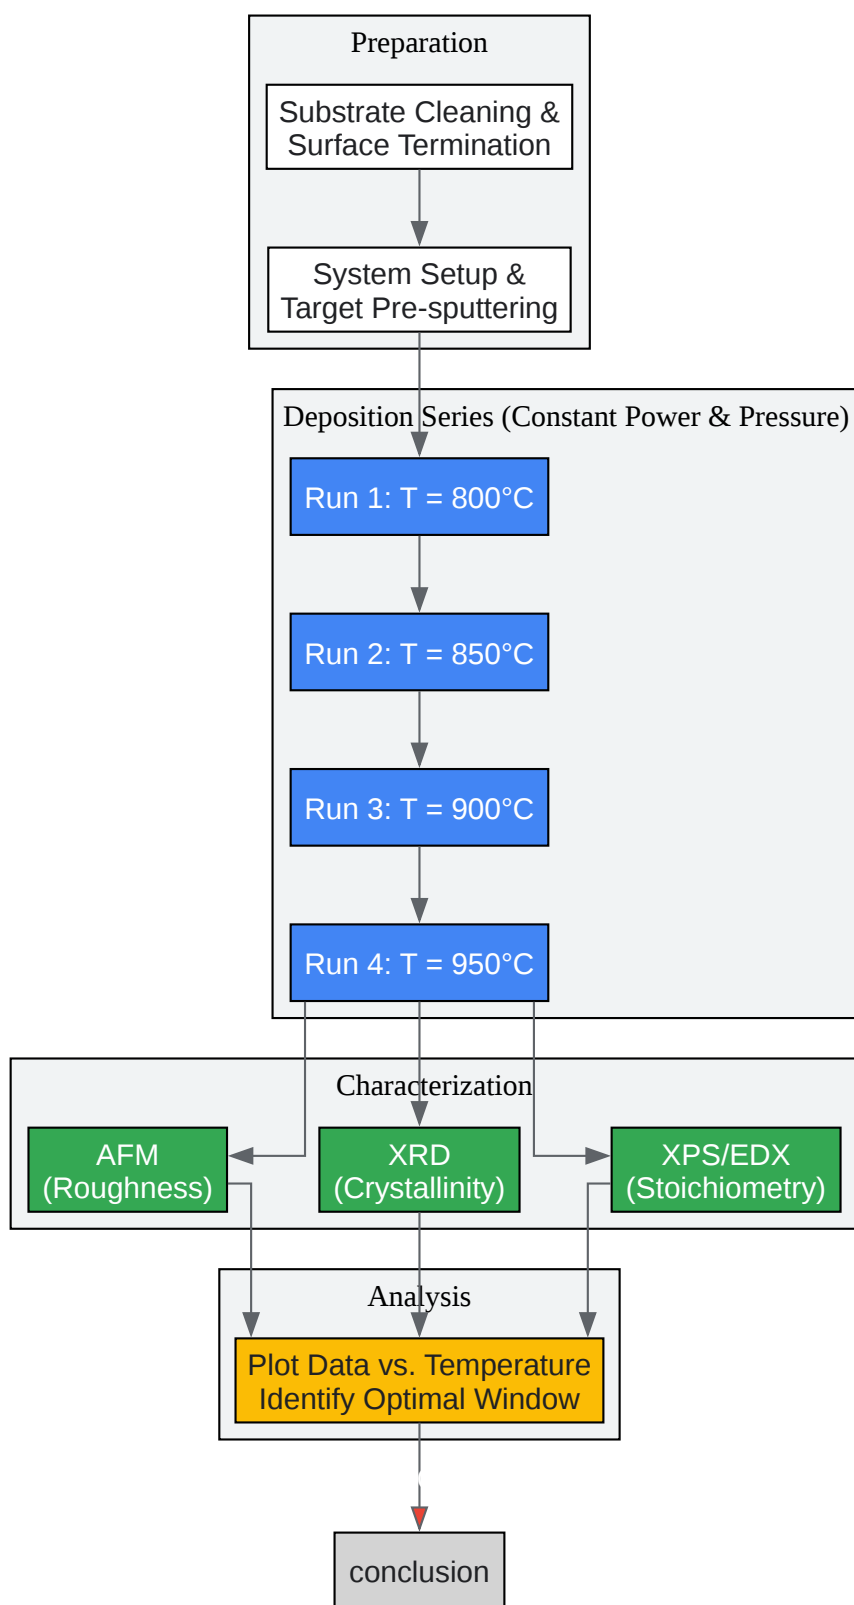 Preparation
Substrate Cleaning &
Surface Termination
System Setup &
Target Pre-sputtering
Deposition Series (Constant Power & Pressure)
Run 1: T = 800°C
Run 2: T = 850°C
Run 3: T = 900°C
Run 4: T = 950°C
Characterization
AFM
(Roughness)
XRD
(Crystallinity)
XPS/EDX
(Stoichiometry)
Analysis
Plot Data vs. Temperature
Identify Optimal Window
conclusion